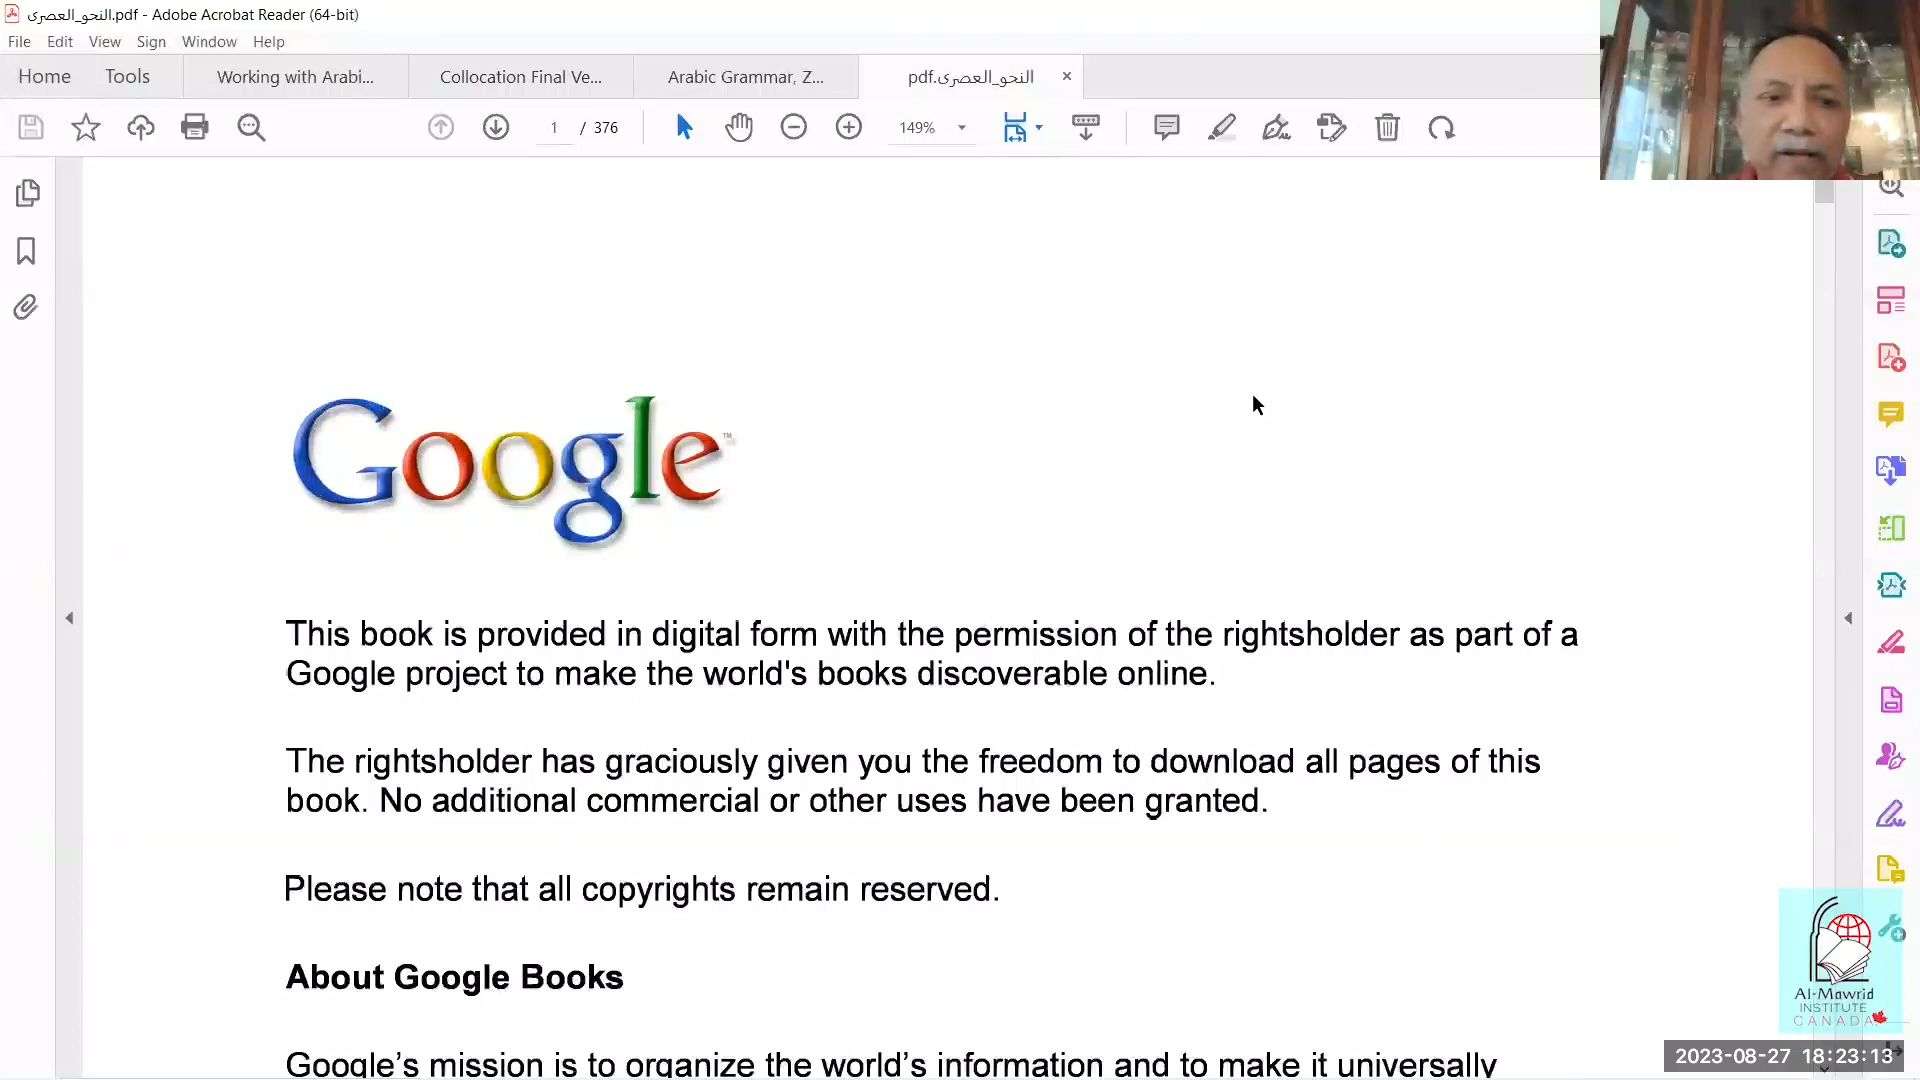 النحو_العصرى.pdf - Adobe Acrobat Reader (64-bit)
File Edit View Sign Window Help
Home Tools Working with Arabi... Collocation Final Ve... Arabic Grammar, Z... النحو_العصرى.pdf ×
1 / 376 149%
Google™
This book is provided in digital form with the permission of the rightsholder as part of a
Google project to make the world's books discoverable online.
The rightsholder has graciously given you the freedom to download all pages of this
book. No additional commercial or other uses have been granted.
Please note that all copyrights remain reserved.
About Google Books
Google’s mission is to organize the world’s information and to make it universally
Al-Mawrid
INSTITUTE
CANADA
2023-08-27 18:23:13